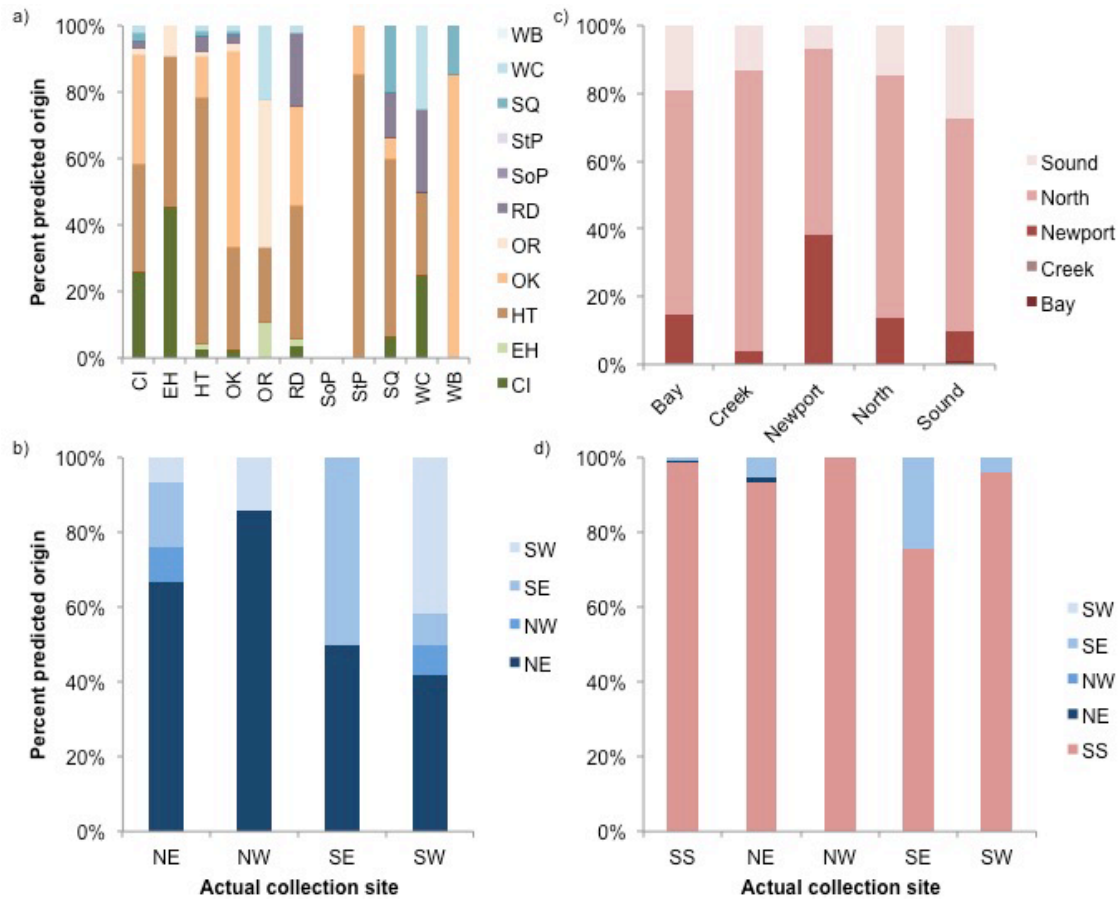 a)
Percent predicted origin
100%
80%
60%
40%
20%
0%
CI EH HT OK OR RD SoP StP SQ WC WB
WB
WC
SQ
StP
SoP
RD
OR
OK
HT
EH
CI
c)
100%
80%
60%
40%
20%
0%
Bay Creek Newport North Sound
Sound
North
Newport
Creek
Bay
b)
Percent predicted origin
100%
80%
60%
40%
20%
0%
NE NW SE SW
Actual collection site
SW
SE
NW
NE
d)
100%
80%
60%
40%
20%
0%
SS NE NW SE SW
Actual collection site
SW
SE
NW
NE
SS